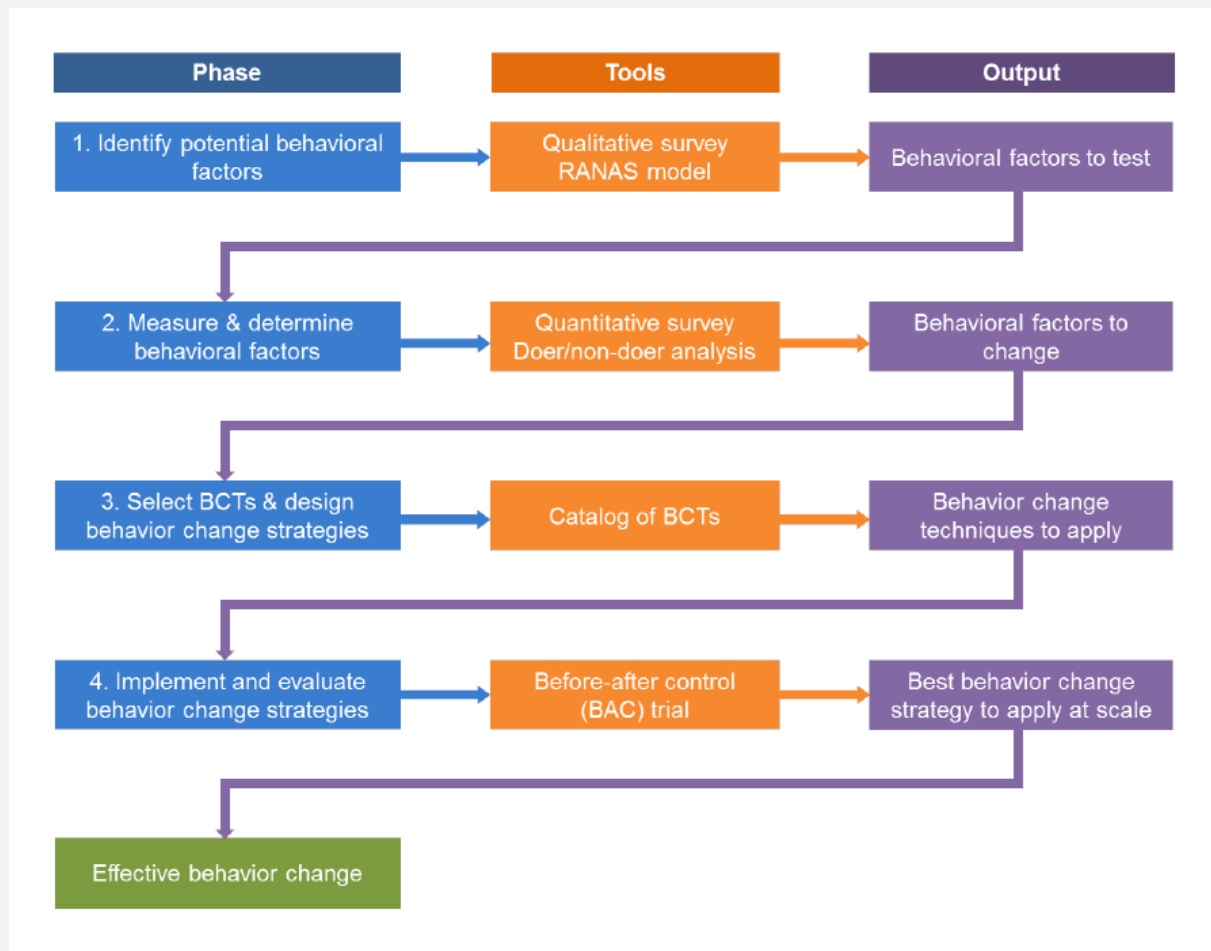 Phase
Tools
Output
1. Identify potential behavioral
factors
Qualitative survey
RANAS model
Behavioral factors to test
2. Measure & determine
behavioral factors
Quantitative survey
Doer/non-doer analysis
Behavioral factors to
change
3. Select BCTs & design
behavior change strategies
Catalog of BCTs
Behavior change
techniques to apply
4. Implement and evaluate
behavior change strategies
Before-after control
(BAC) trial
Best behavior change
strategy to apply at scale
Effective behavior change